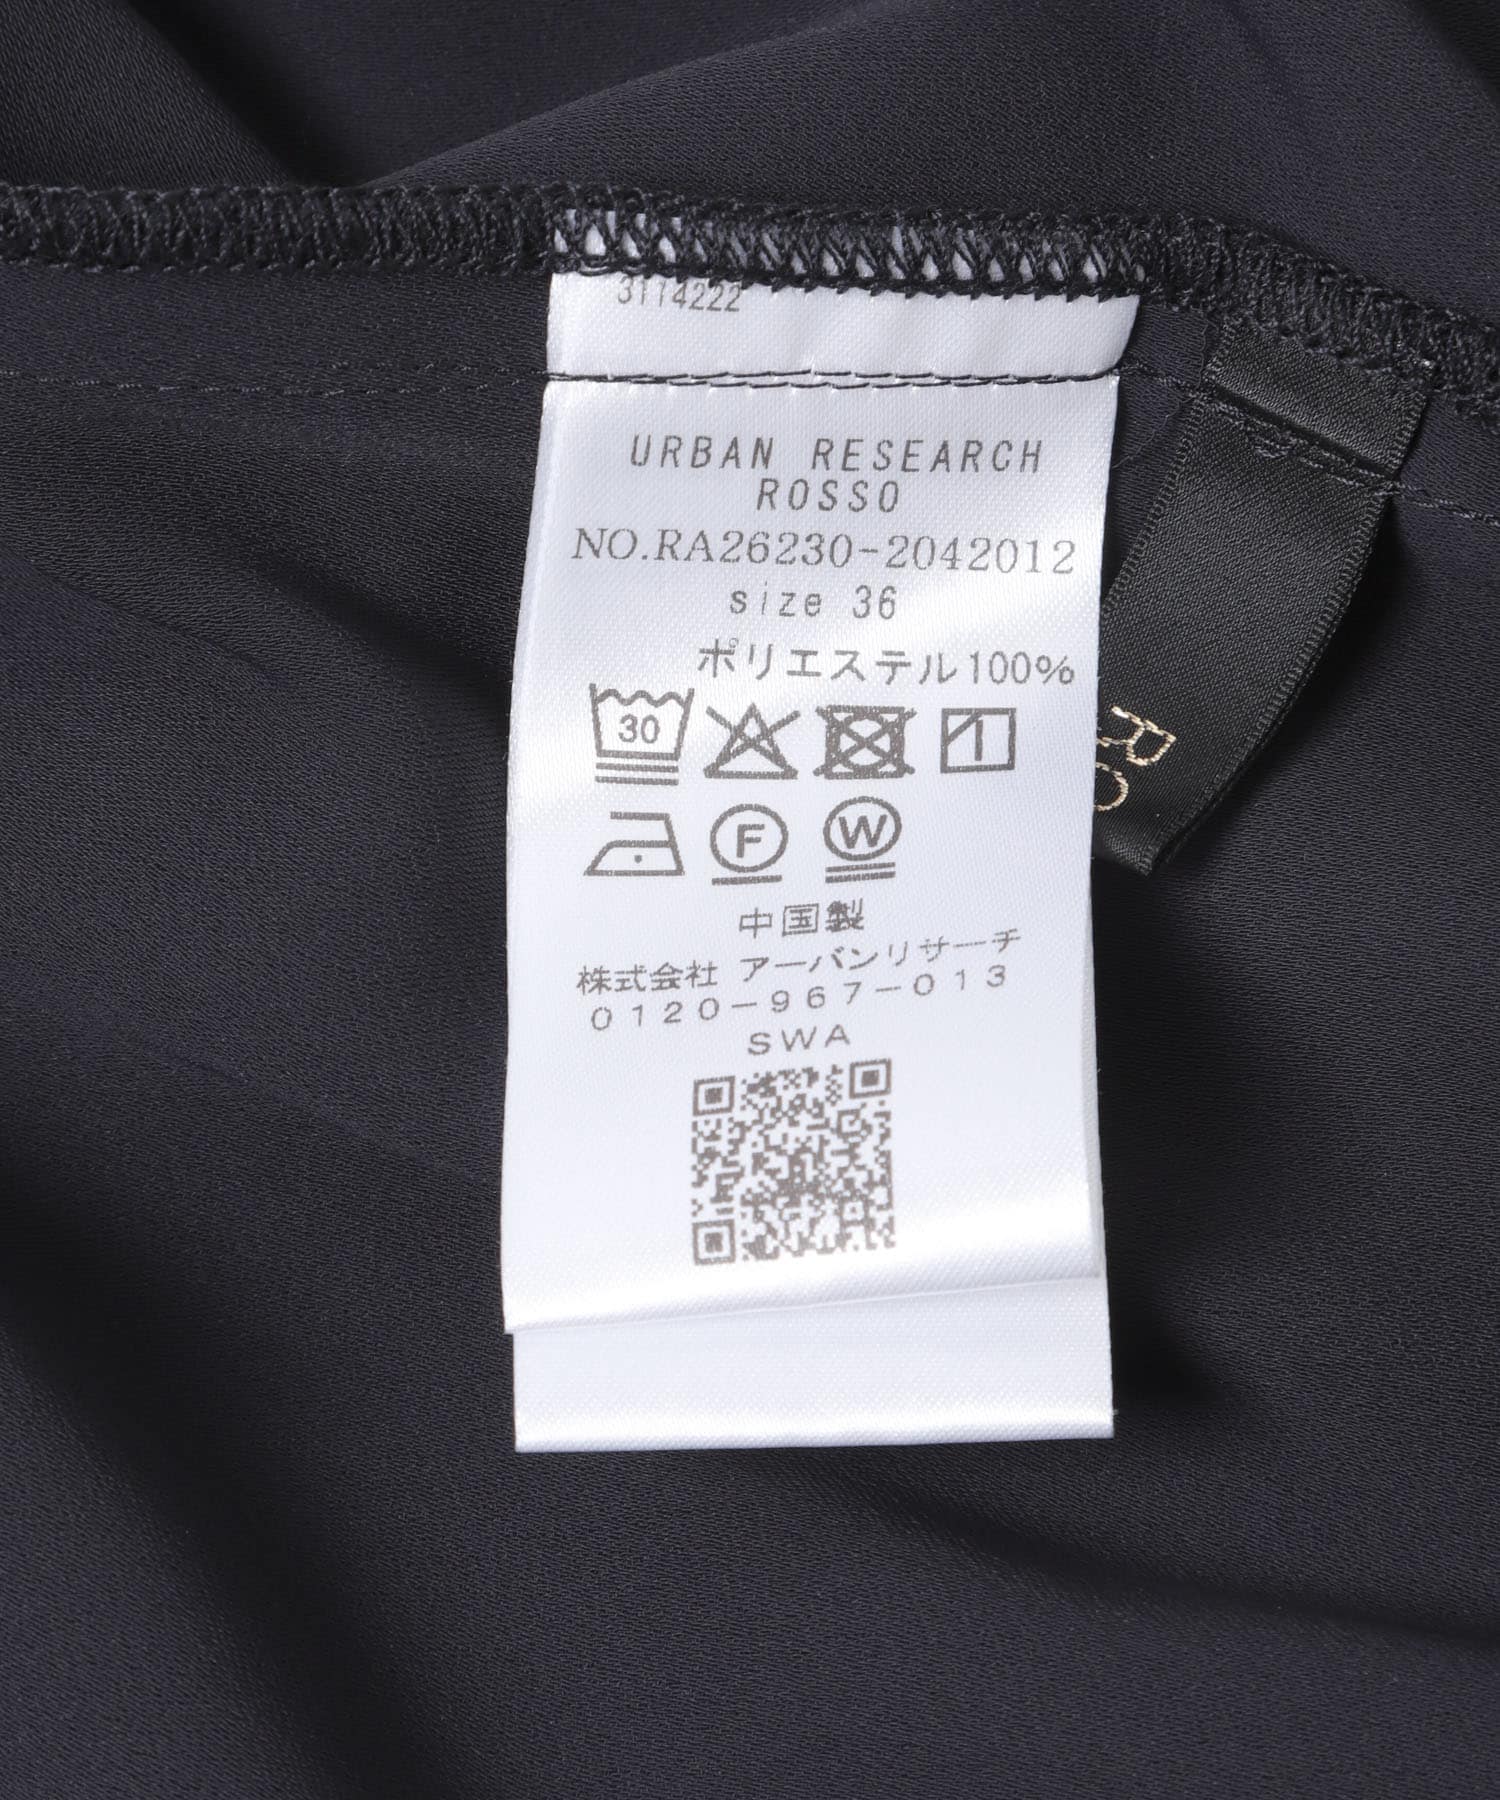 3114222
URBAN RESEARCH
ROSSO
NO.RA26230-2042012
size 36
ポリエステル100%
30
F W
中国製
株式会社 アーバンリサーチ
0120-967-013
SWA
RO